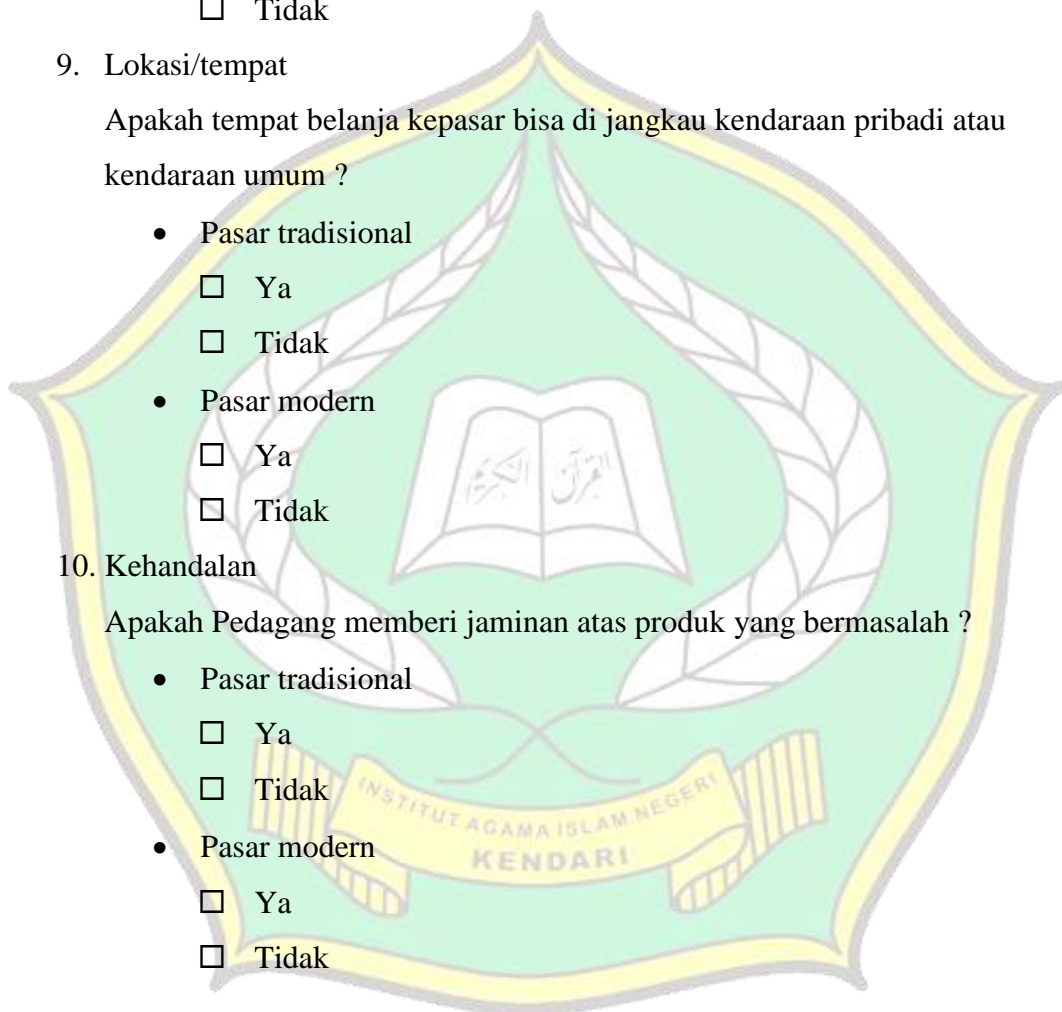 ☐ Tidak
9. Lokasi/tempat
Apakah tempat belanja kepasar bisa di jangkau kendaraan pribadi atau
kendaraan umum ?
• Pasar tradisional
☐ Ya
☐ Tidak
• Pasar modern
☐ Ya
☐ Tidak
القرآن الكريم
10. Kehandalan
Apakah Pedagang memberi jaminan atas produk yang bermasalah ?
• Pasar tradisional
☐ Ya
☐ Tidak
INSTITUT AGAMA ISLAM NEGERI
KENDARI
• Pasar modern
☐ Ya
☐ Tidak